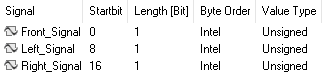 Signal Startbit Length [Bit] Byte Order Value Type
Front_Signal 0 1 Intel Unsigned
Left_Signal 8 1 Intel Unsigned
Right_Signal 16 1 Intel Unsigned